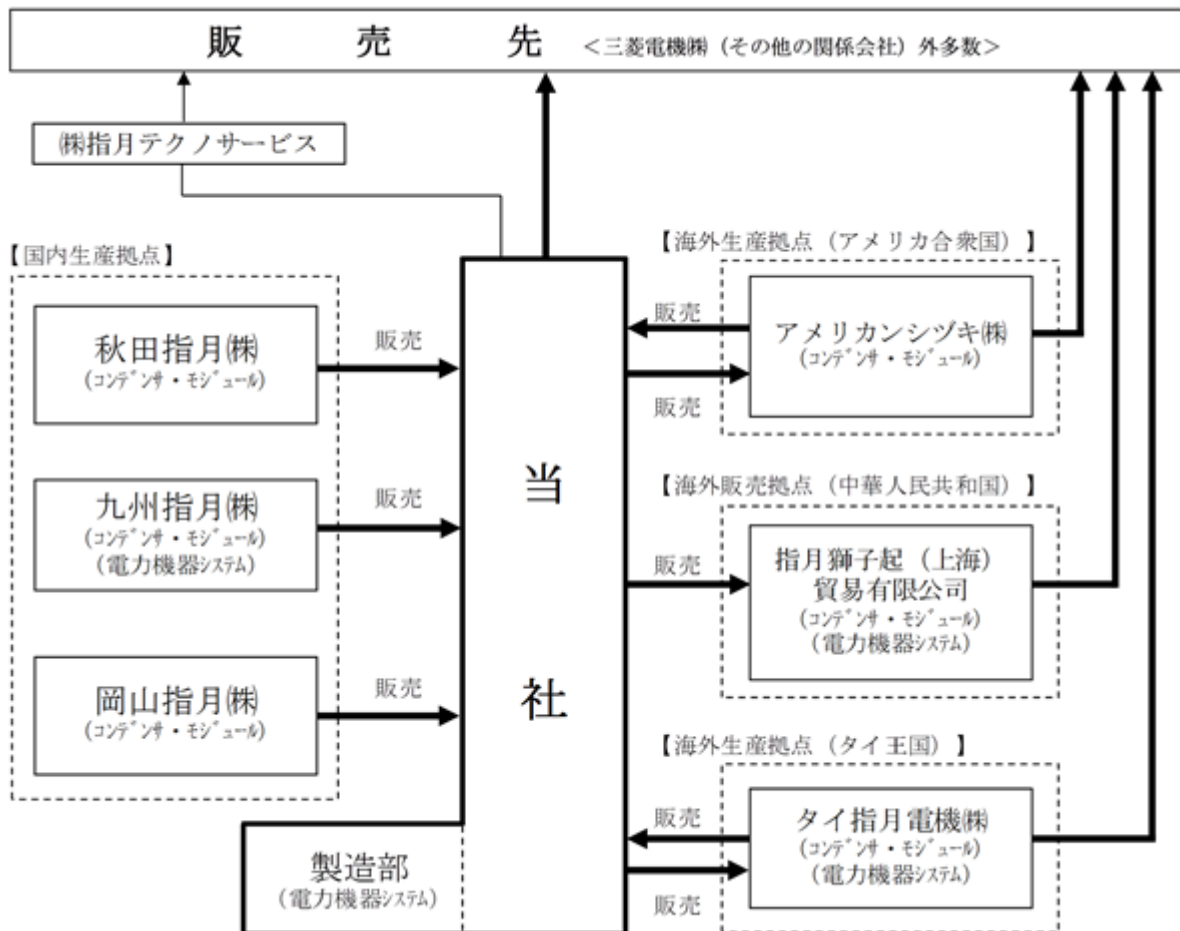 販 売 先 <三菱電機㈱（その他の関係会社）外多数>
㈱指月テクノサービス
【国内生産拠点】
秋田指月㈱
(コンデンサ・モジュール)
販売
九州指月㈱
(コンデンサ・モジュール)
(電力機器システム)
販売
岡山指月㈱
(コンデンサ・モジュール)
販売
当
社
製造部
(電力機器システム)
【海外生産拠点（アメリカ合衆国）】
販売
アメリカンシヅキ㈱
(コンデンサ・モジュール)
販売
【海外販売拠点（中華人民共和国）】
販売
指月獅子起（上海）
貿易有限公司
(コンデンサ・モジュール)
(電力機器システム)
【海外生産拠点（タイ王国）】
販売
タイ指月電機㈱
(コンデンサ・モジュール)
(電力機器システム)
販売